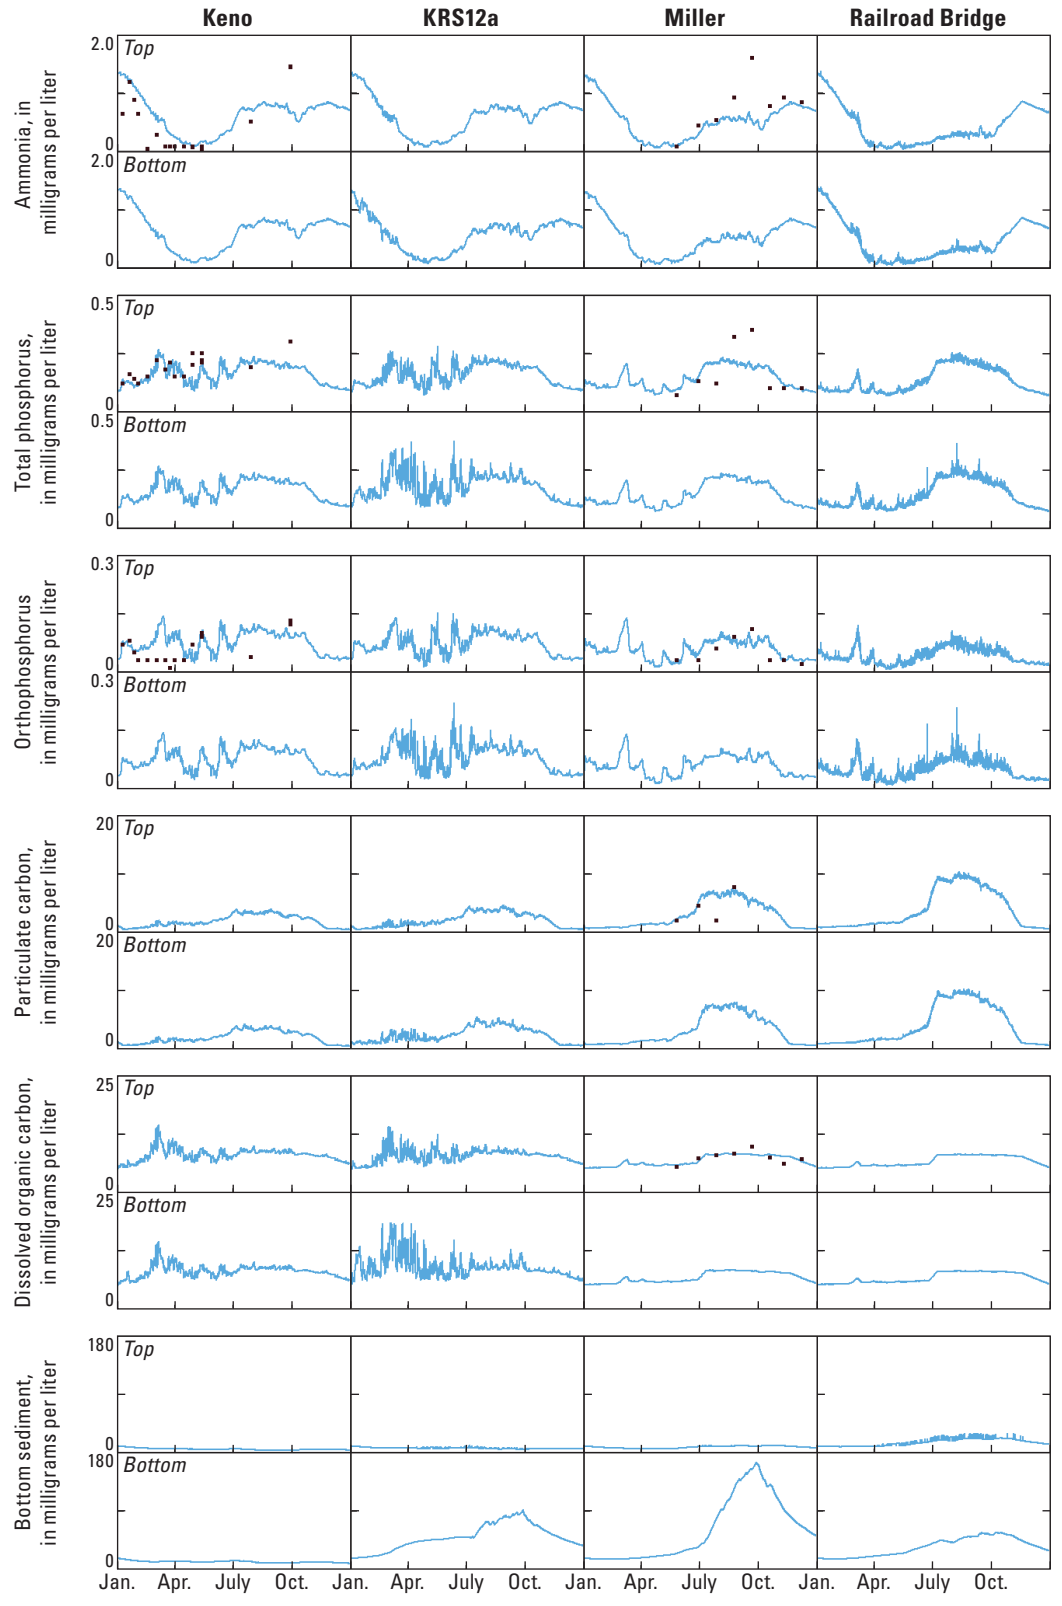 Keno KRS12a Miller Railroad Bridge
Ammonia, in
milligrams per liter
2.0
Top
0
2.0
Bottom
0
Total phosphorus,
in milligrams per liter
0.5
Top
0
0.5
Bottom
0
Orthophosphorus
in milligrams per liter
0.3
Top
0
0.3
Bottom
0
Particulate carbon,
in milligrams per liter
20
Top
0
20
Bottom
0
Dissolved organic carbon,
in milligrams per liter
25
Top
0
25
Bottom
0
Bottom sediment,
in milligrams per liter
180
Top
0
180
Bottom
0
Jan. Apr. July Oct. Jan. Apr. July Oct. Jan. Apr. July Oct. Jan. Apr. July Oct.